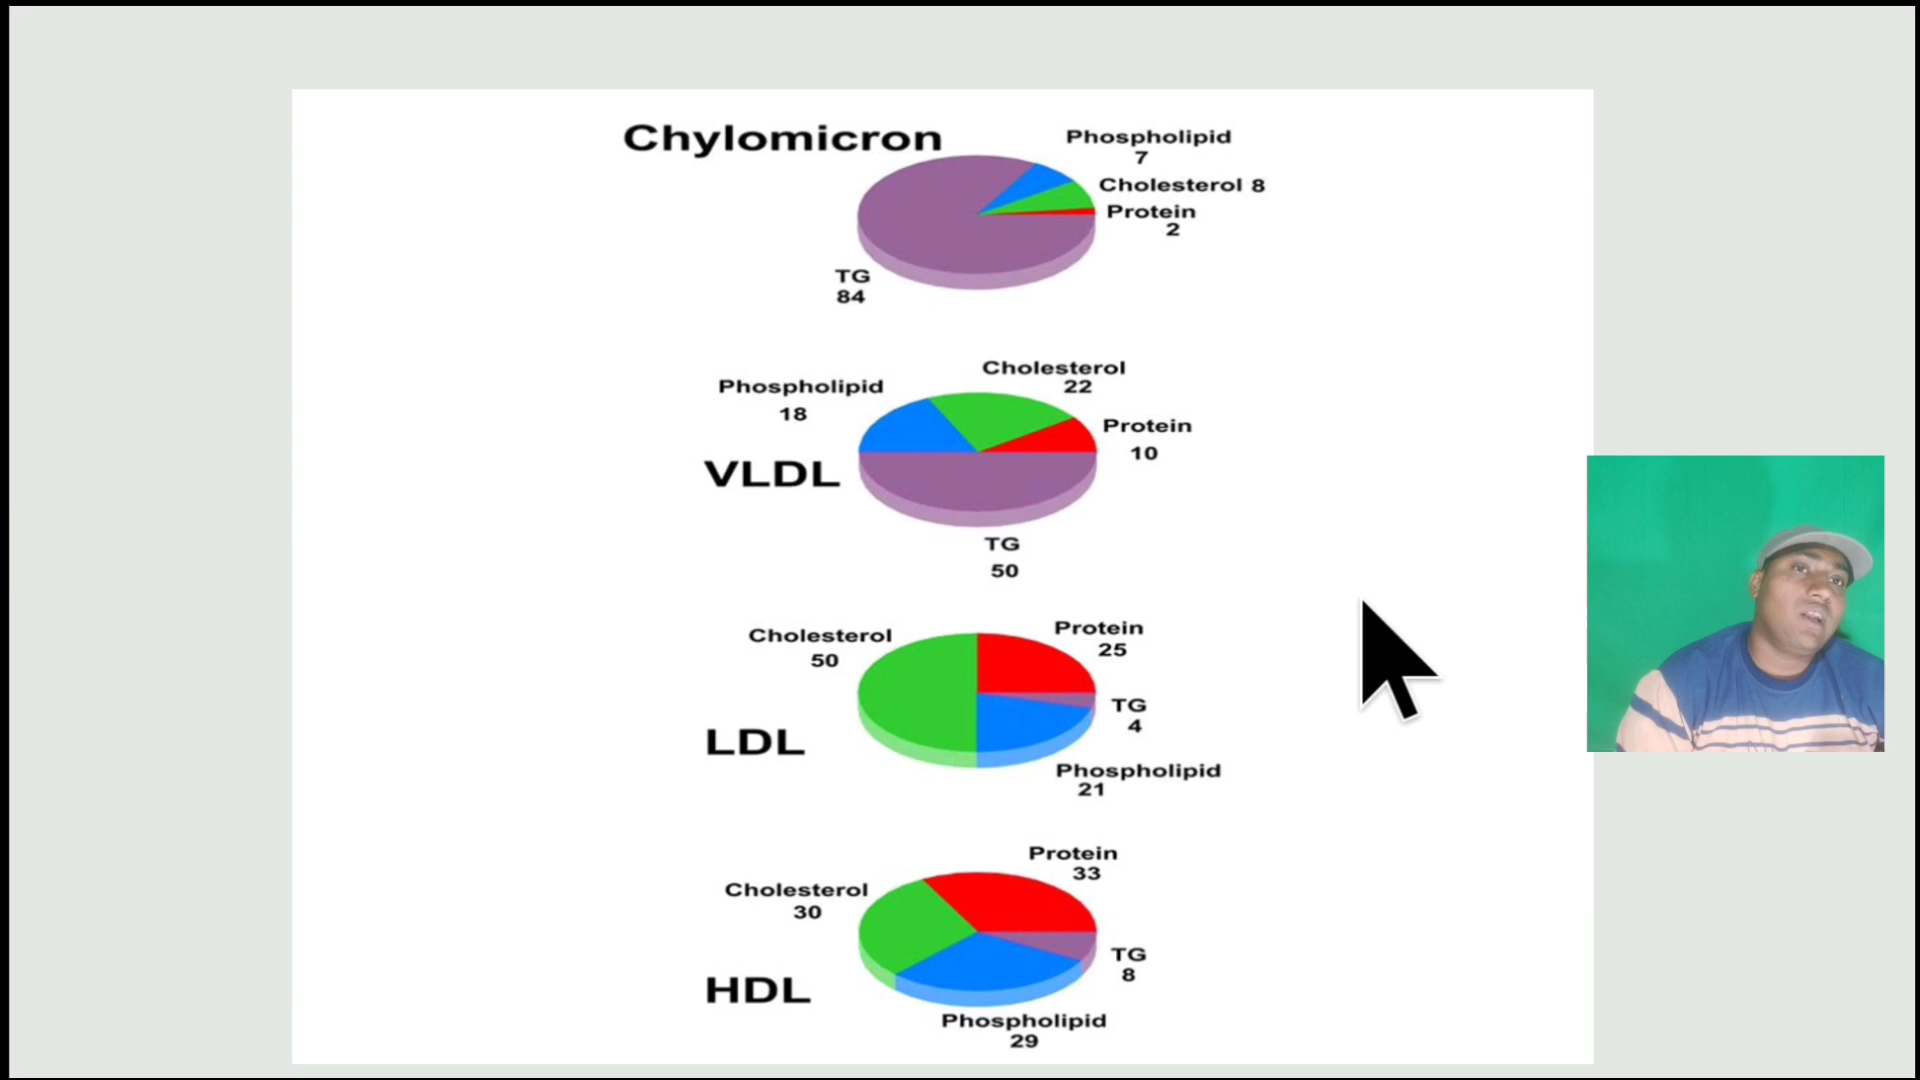 Chylomicron
Phospholipid
7
Cholesterol 8
Protein
2
TG
84
Cholesterol
22
Phospholipid
18
Protein
10
VLDL
TG
50
Cholesterol
50
Protein
25
TG
4
LDL
Phospholipid
21
Protein
33
Cholesterol
30
TG
8
HDL
Phospholipid
29